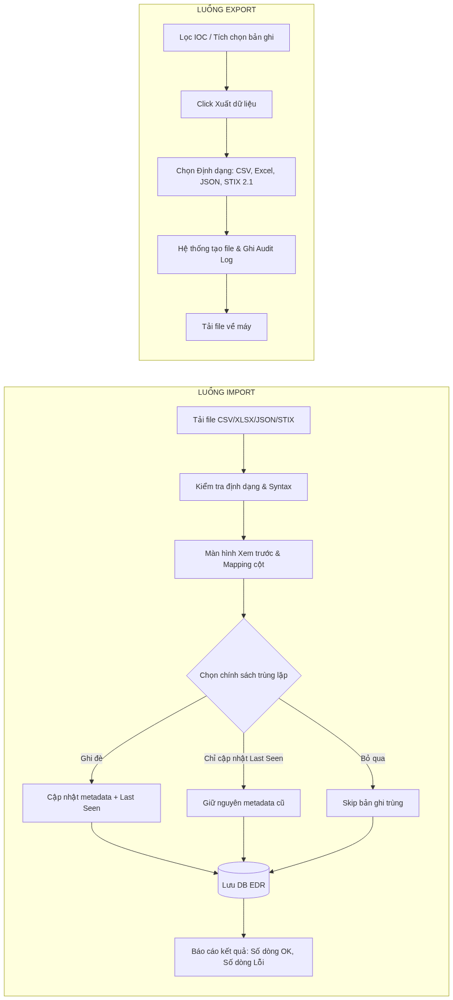 LUỒNG EXPORT
Lọc IOC / Tích chọn bản ghi
Click Xuất dữ liệu
Chọn Định dạng: CSV, Excel,
JSON, STIX 2.1
Hệ thống tạo file & Ghi Audit
Log
Tải file về máy
LUỒNG IMPORT
Tải file CSV/XLSX/JSON/STIX
Kiểm tra định dạng & Syntax
Màn hình Xem trước &
Mapping cột
Chọn chính sách trùng lặp
Ghi đè
Chỉ cập nhật Last Seen
Bỏ qua
Cập nhật metadata + Last
Seen
Giữ nguyên metadata cũ
Skip bản ghi trùng
Lưu DB EDR
Báo cáo kết quả: Số dòng OK,
Số dòng Lỗi